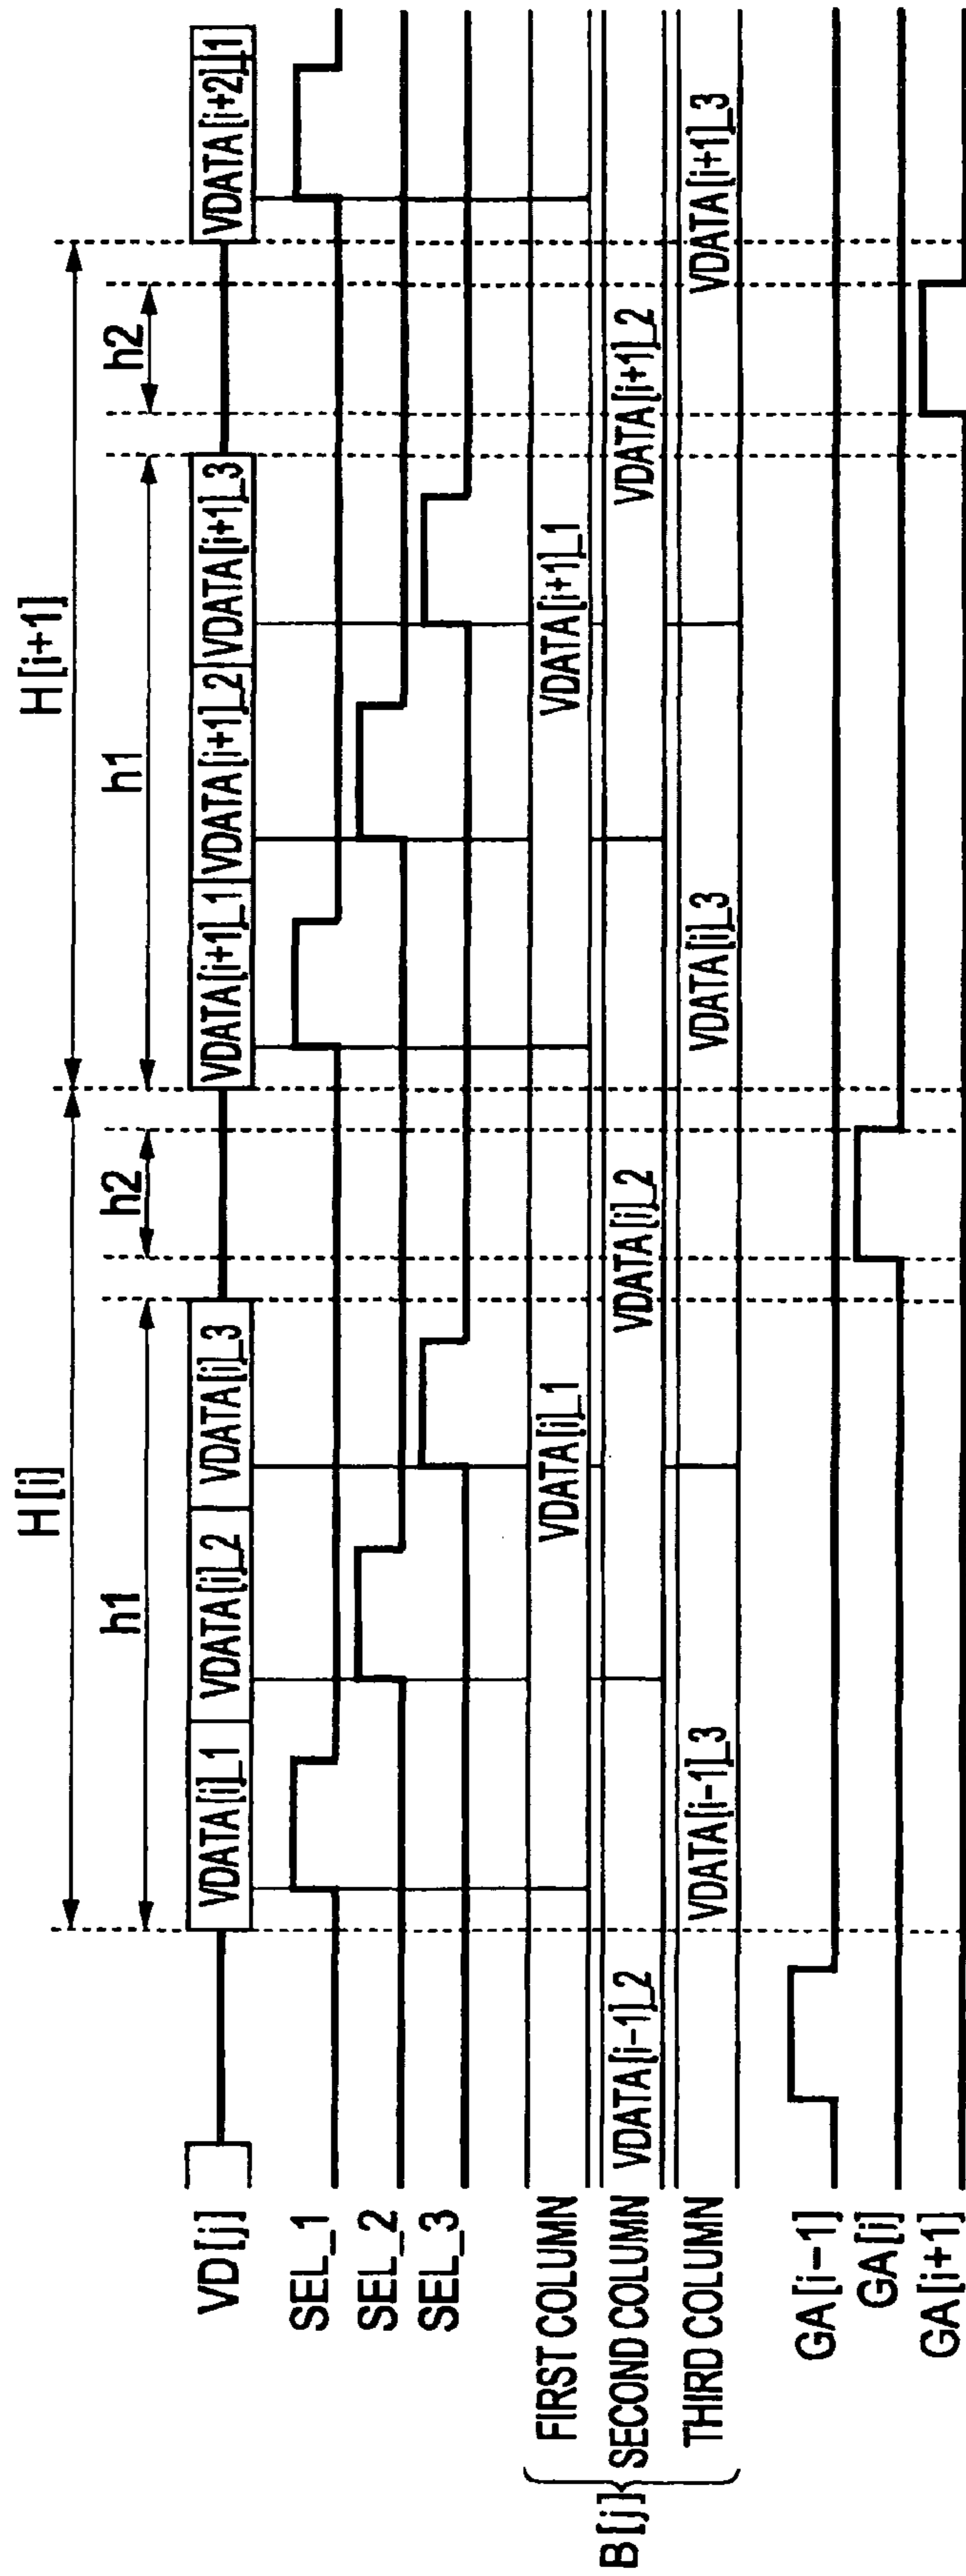 H[i] H[i+1]
h1 h2 h1 h2
VD[j] VDATA[i]_1 VDATA[i]_2 VDATA[i]_3 VDATA[i+1]_1 VDATA[i+1]_2 VDATA[i+1]_3 VDATA[i+2]_1
SEL_1
SEL_2
SEL_3
B[j]
FIRST COLUMN VDATA[i]_1 VDATA[i+1]_1
SECOND COLUMN VDATA[i-1]_2 VDATA[i]_2 VDATA[i+1]_2
THIRD COLUMN VDATA[i-1]_3 VDATA[i]_3 VDATA[i+1]_3
GA[i-1]
GA[i]
GA[i+1]